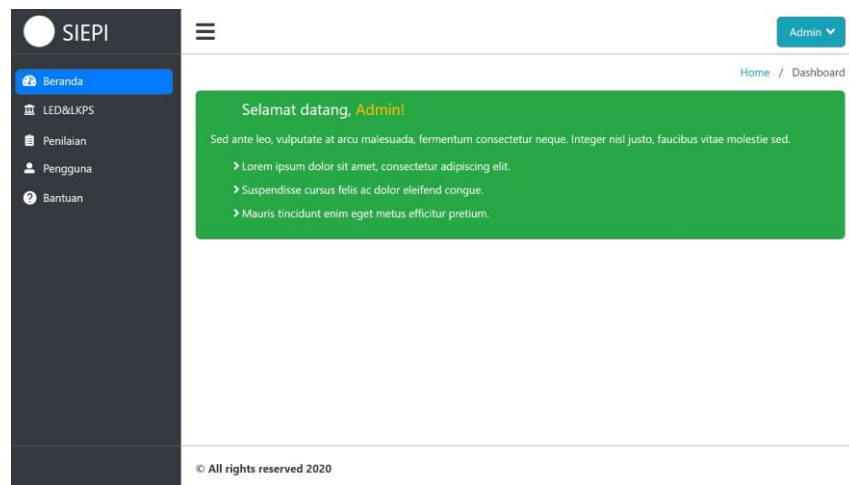 SIEPI
Admin
Home / Dashboard
Beranda
LED&LKPS
Penilaian
Pengguna
Bantuan
Selamat datang, Admin!
Sed ante leo, vulputate at arcu malesuada, fermentum consectetur neque. Integer nisl justo, faucibus vitae molestie sed.
Lorem ipsum dolor sit amet, consectetur adipiscing elit.
Suspendisse cursus felis ac dolor eleifend congue.
Mauris tincidunt enim eget metus efficitur pretium.
© All rights reserved 2020